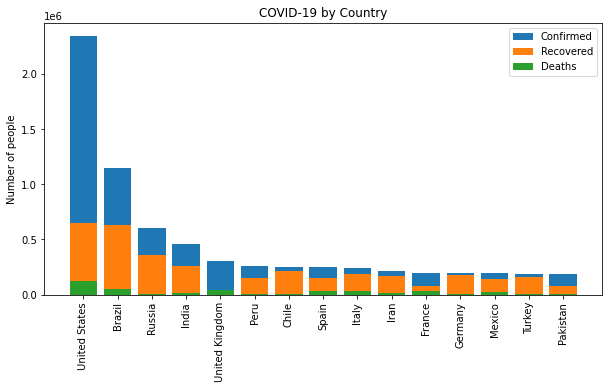 COVID-19 by Country
1e6
Confirmed
Recovered
Deaths
Number of people
2.0
1.5
1.0
0.5
0.0
United States
Brazil
Russia
India
United Kingdom
Peru
Chile
Spain
Italy
Iran
France
Germany
Mexico
Turkey
Pakistan